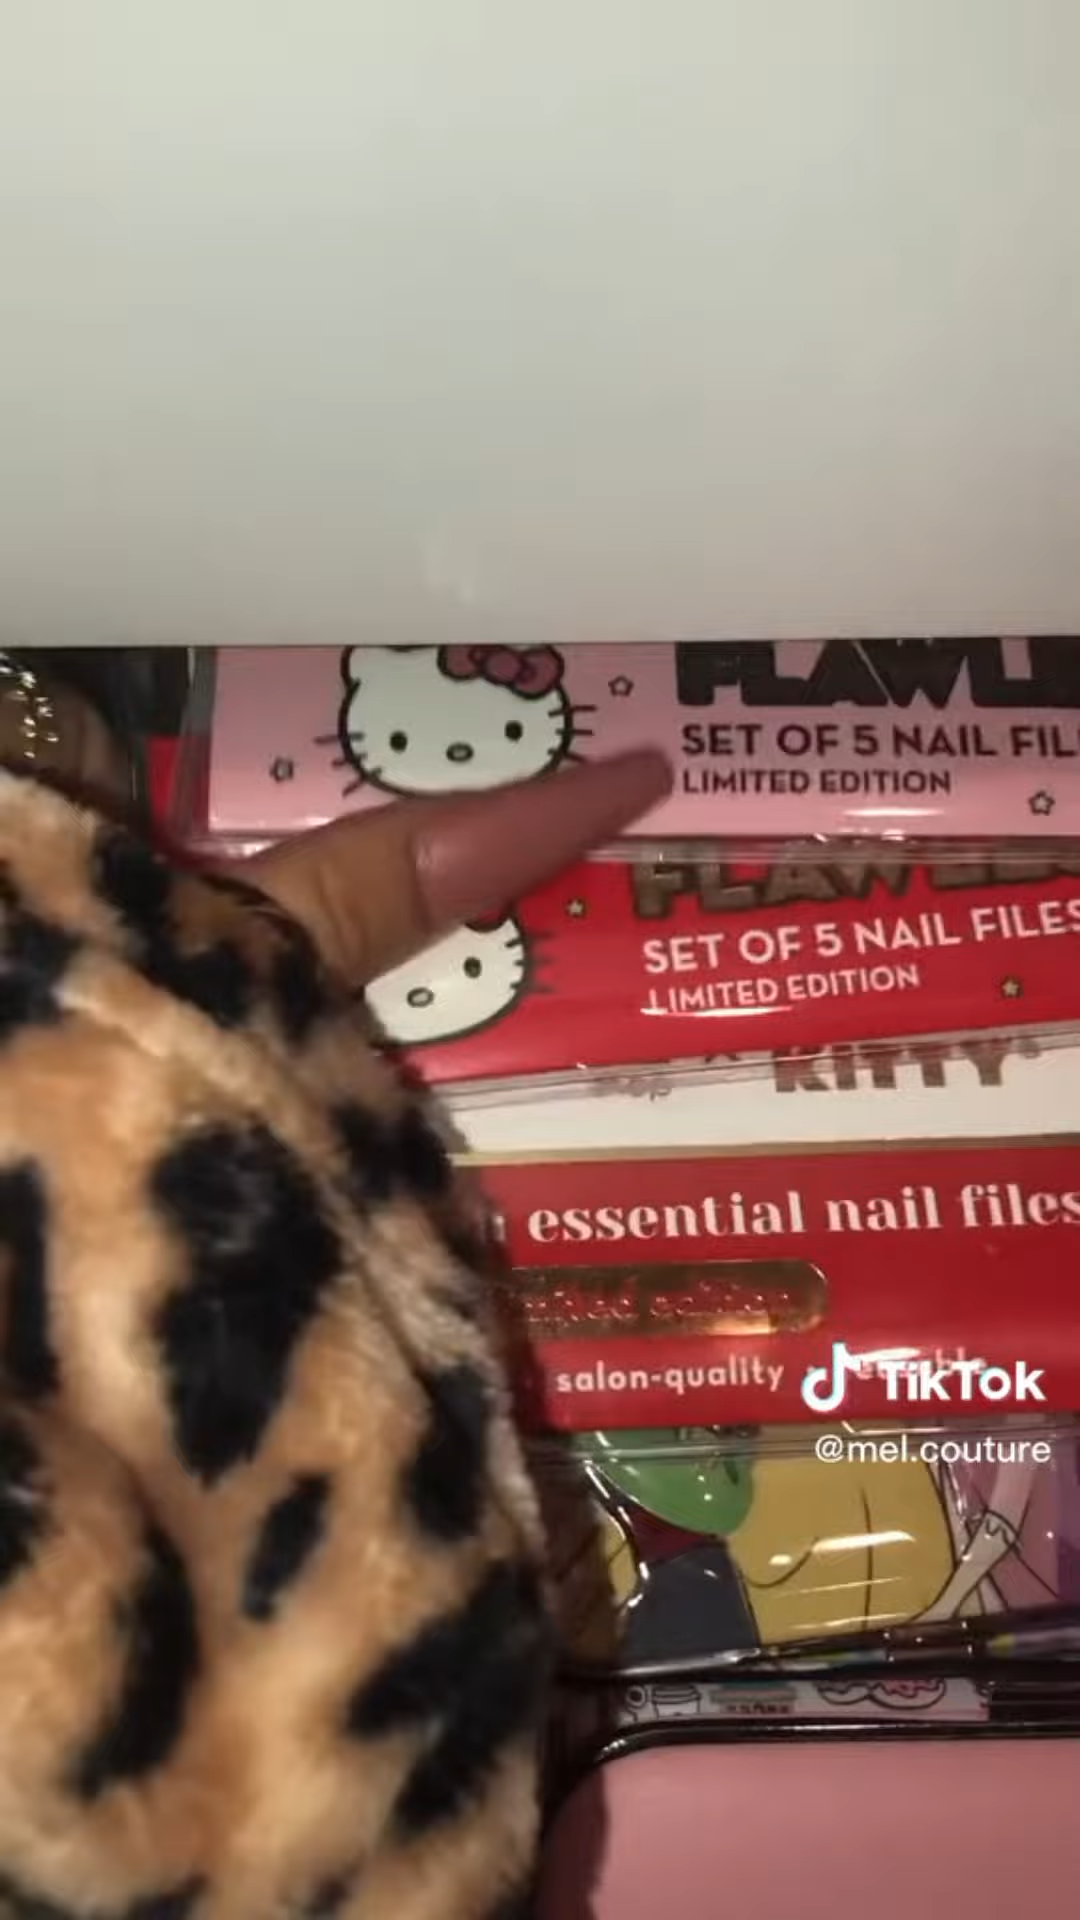 SET OF 5 NAIL FIL
LIMITED EDITION
SET OF 5 NAIL FILES
LIMITED EDITION
KITTY
essential nail files
edition
salon-quality
TikTok
@mel.couture